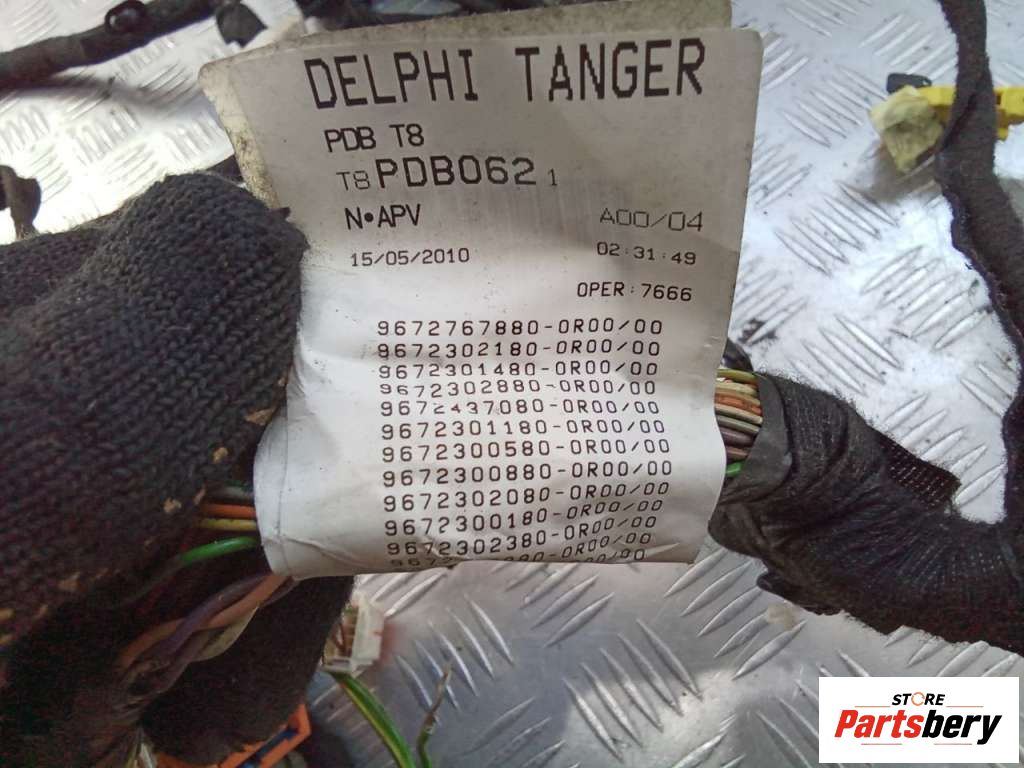 DELPHI TANGER
PDB T8
T8 PDB062 1
N•APV A00/04
15/05/2010 02:31:49
OPER:7666
9672767880-0R00/00
9672302180-0R00/00
9672301480-0R00/00
9672302880-0R00/00
9672437080-0R00/00
9672301180-0R00/00
9672300580-0R00/00
9672300880-0R00/00
9672302080-0R00/00
9672300180-0R00/00
9672302380-0R00/00
STORE
Partsbery